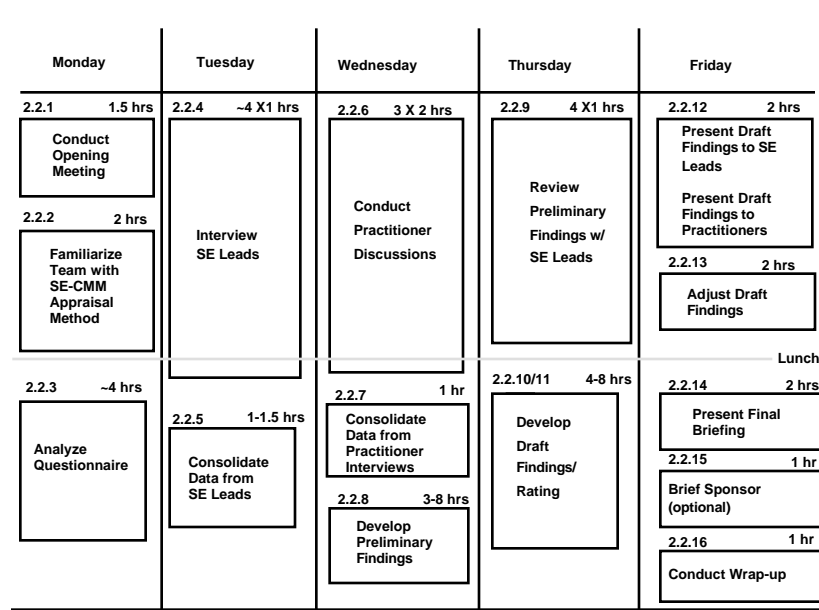 Monday
Tuesday
Wednesday
Thursday
Friday
2.2.1 1.5 hrs
Conduct
Opening
Meeting
2.2.2 2 hrs
Familiarize
Team with
SE-CMM
Appraisal
Method
2.2.3 ~4 hrs
Analyze
Questionnaire
2.2.4 ~4 X1 hrs
Interview
SE Leads
2.2.5 1-1.5 hrs
Consolidate
Data from
SE Leads
2.2.6 3 X 2 hrs
Conduct
Practitioner
Discussions
2.2.7 1 hr
Consolidate
Data from
Practitioner
Interviews
2.2.8 3-8 hrs
Develop
Preliminary
Findings
2.2.9 4 X1 hrs
Review
Preliminary
Findings w/
SE Leads
2.2.10/11 4-8 hrs
Develop
Draft
Findings/
Rating
2.2.12 2 hrs
Present Draft
Findings to SE
Leads
Present Draft
Findings to
Practitioners
2.2.13 2 hrs
Adjust Draft
Findings
Lunch
2.2.14 2 hrs
Present Final
Briefing
2.2.15 1 hr
Brief Sponsor
(optional)
2.2.16 1 hr
Conduct Wrap-up